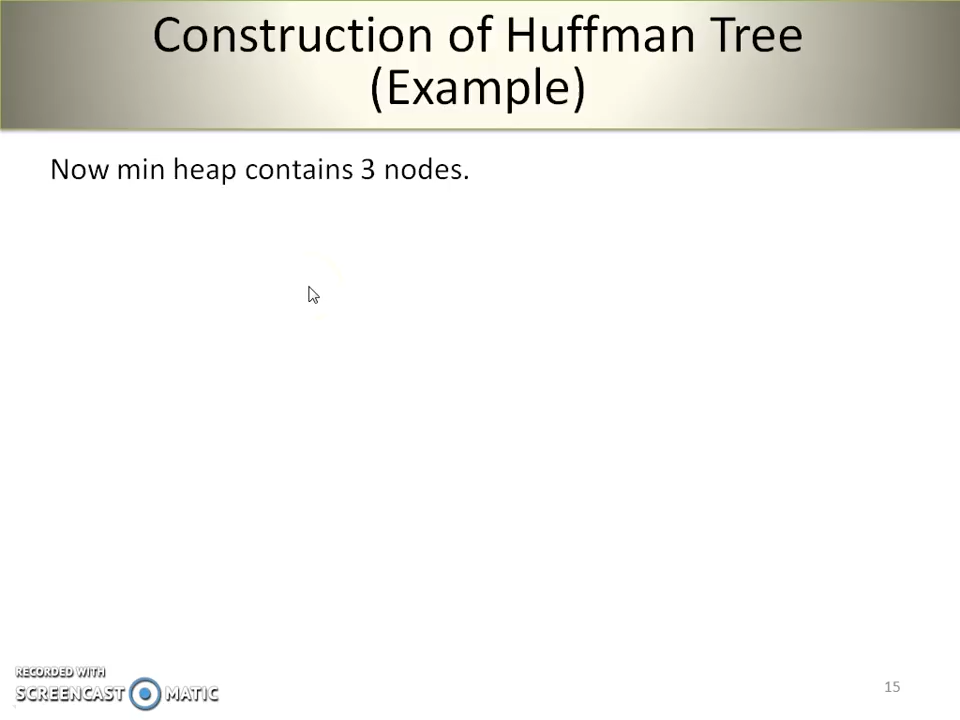 Construction of Huffman Tree
(Example)
Now min heap contains 3 nodes.
RECORDED WITH
SCREENCAST MATIC
15